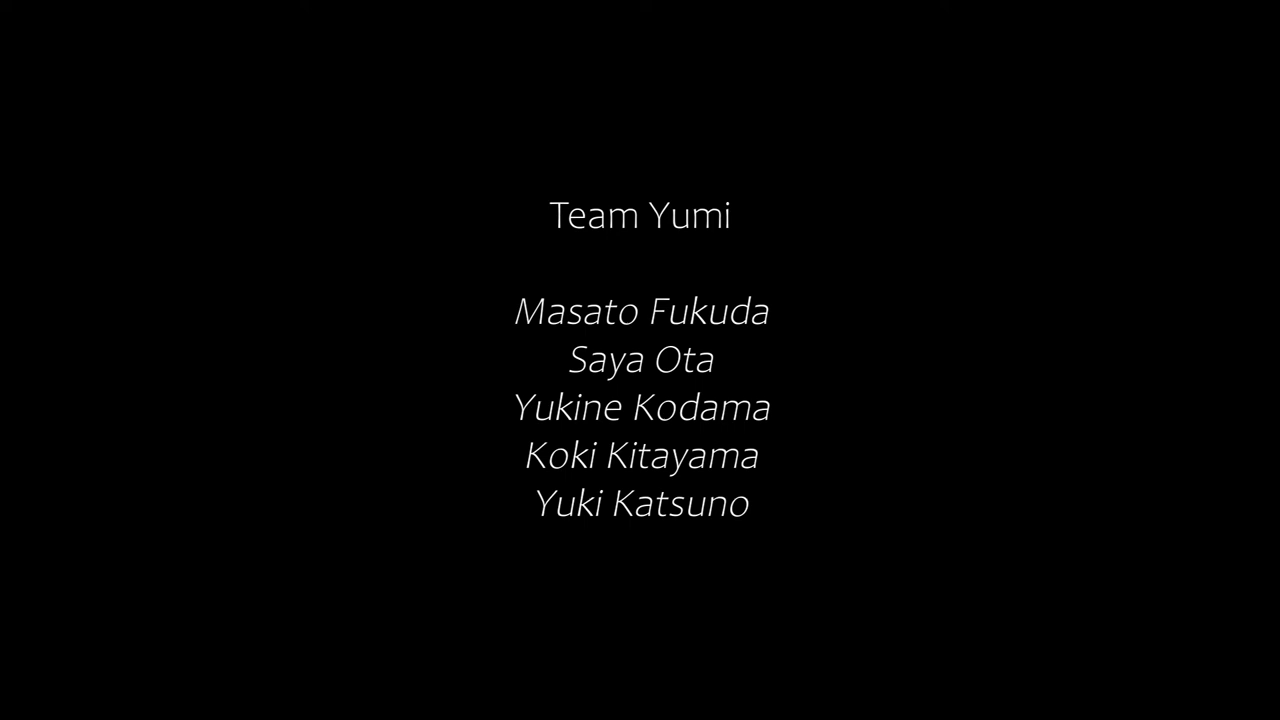 Team Yumi
Masato Fukuda
Saya Ota
Yukine Kodama
Koki Kitayama
Yuki Katsuno